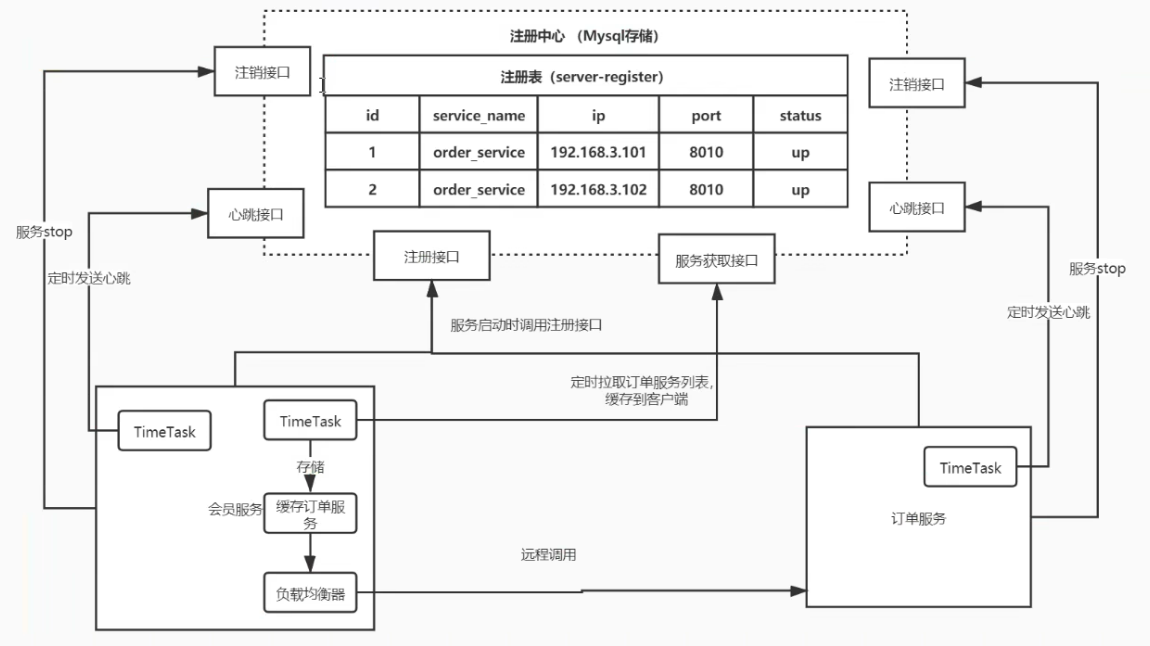 注册中心 （Mysql存储）
注销接口
注册表（server-register）
注销接口
id service_name ip port status
1 order_service 192.168.3.101 8010 up
2 order_service 192.168.3.102 8010 up
心跳接口
心跳接口
服务stop
注册接口
服务获取接口
服务stop
定时发送心跳
定时发送心跳
服务启动时调用注册接口
定时拉取订单服务列表，
缓存到客户端
TimeTask
TimeTask
存储
TimeTask
会员服务
缓存订单服
务
订单服务
远程调用
负载均衡器